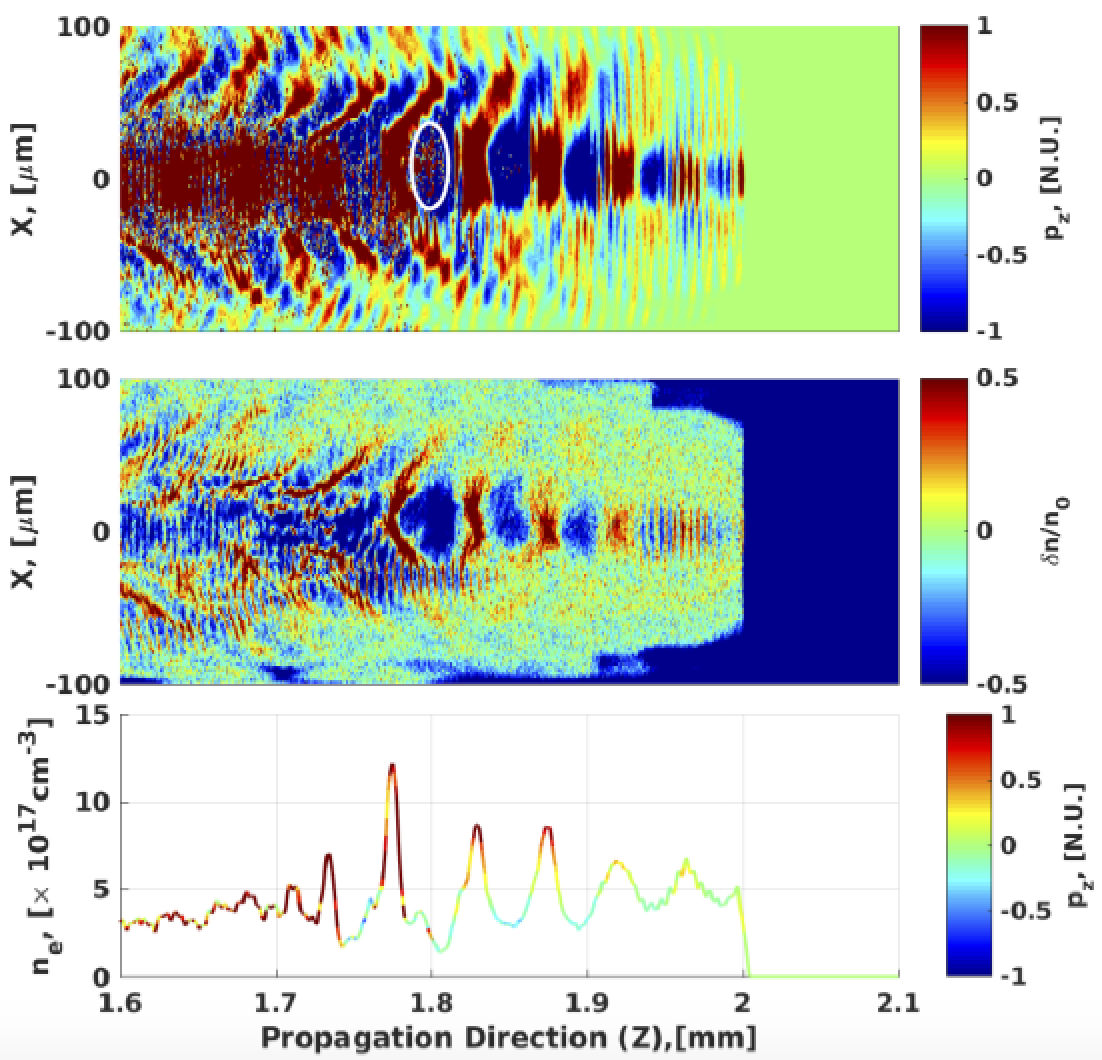 100
0
-100
X, [μm]
1
0.5
0
-0.5
-1
p_z, [N.U.]
100
0
-100
X, [μm]
0.5
0
-0.5
δn/n_0
15
10
5
0
n_e, [× 10^17 cm^-3]
1.6 1.7 1.8 1.9 2 2.1
Propagation Direction (Z),[mm]
1
0.5
0
-0.5
-1
p_z, [N.U.]